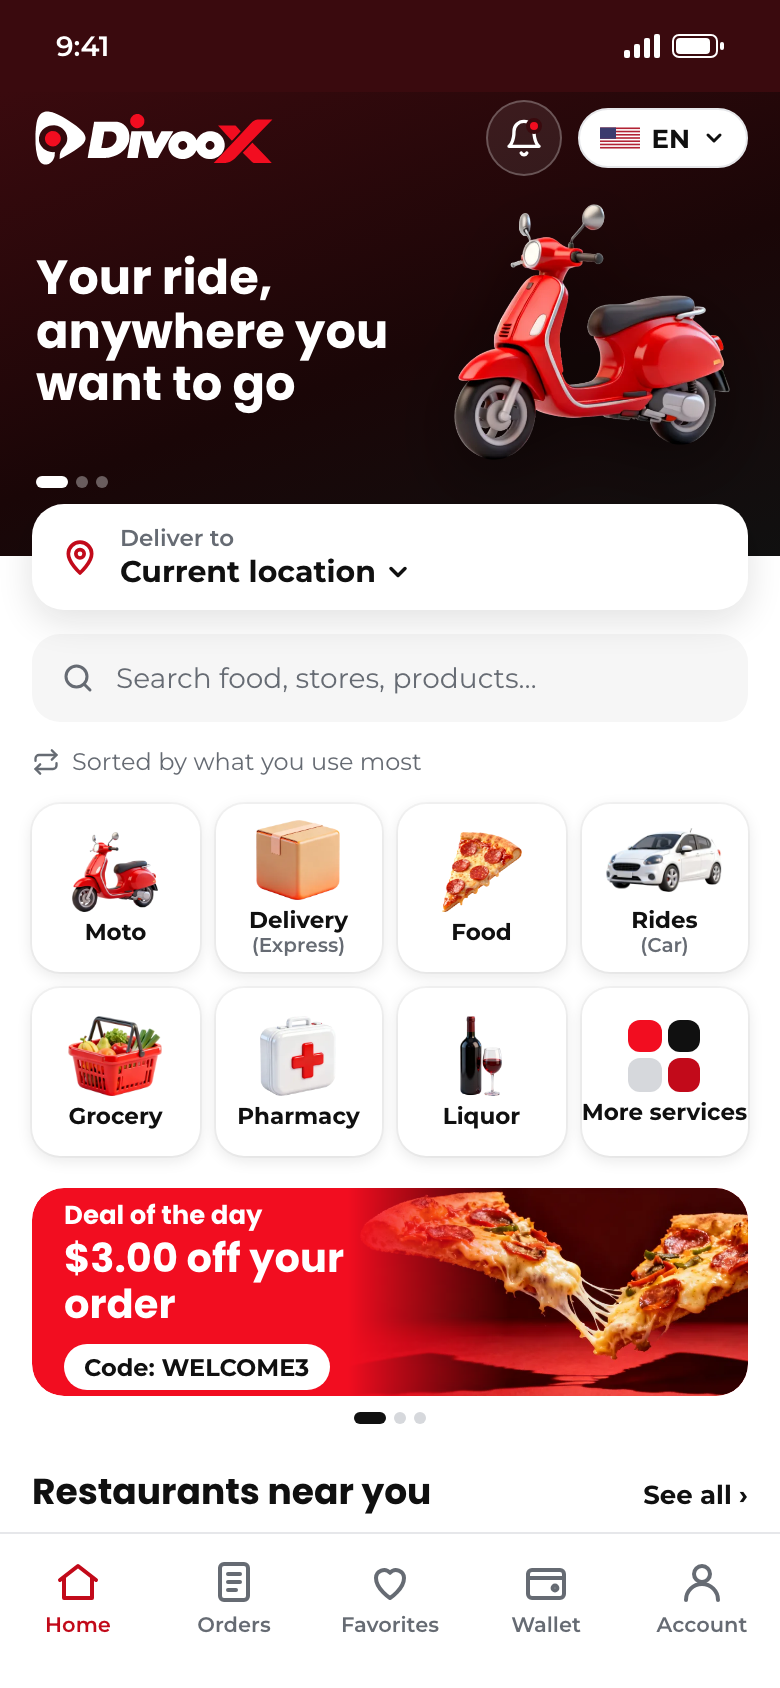 9:41
DivooX
EN
Your ride,
anywhere you
want to go
Deliver to
Current location
Search food, stores, products...
Sorted by what you use most
Moto
Delivery
(Express)
Food
Rides
(Car)
Grocery
Pharmacy
Liquor
More services
Deal of the day
$3.00 off your
order
Code: WELCOME3
Restaurants near you
See all ›
Home
Orders
Favorites
Wallet
Account